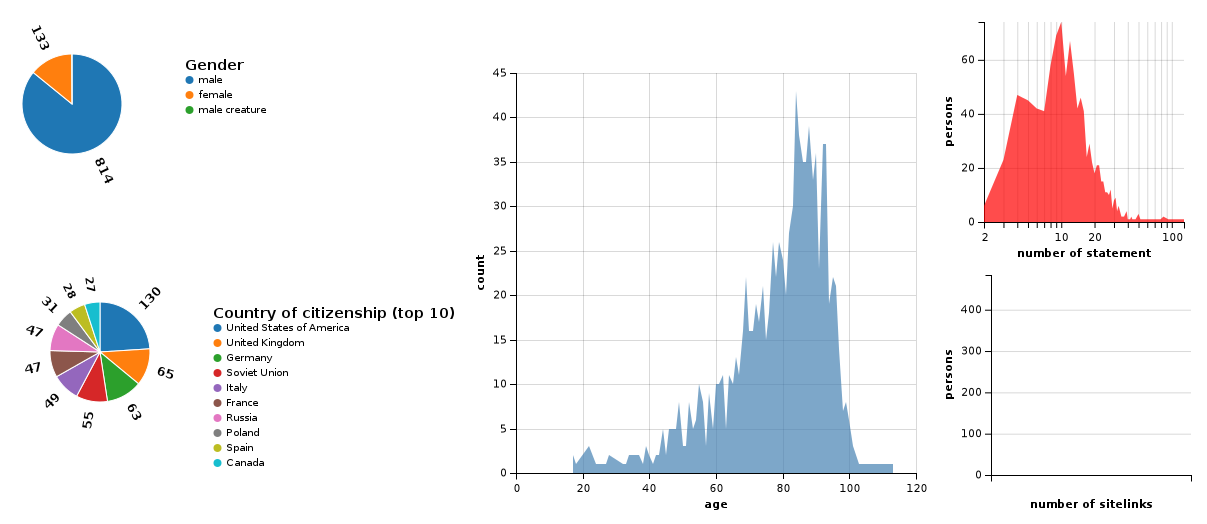 Gender
male
female
male creature
133
814
Country of citizenship (top 10)
United States of America
United Kingdom
Germany
Soviet Union
Italy
France
Russia
Poland
Spain
Canada
130
65
63
55
49
47
47
31
28
27
count
45
40
35
30
25
20
15
10
5
0
0 20 40 60 80 100 120
age
persons
60
40
20
0
2 10 20 100
number of statement
persons
400
300
200
100
0
number of sitelinks